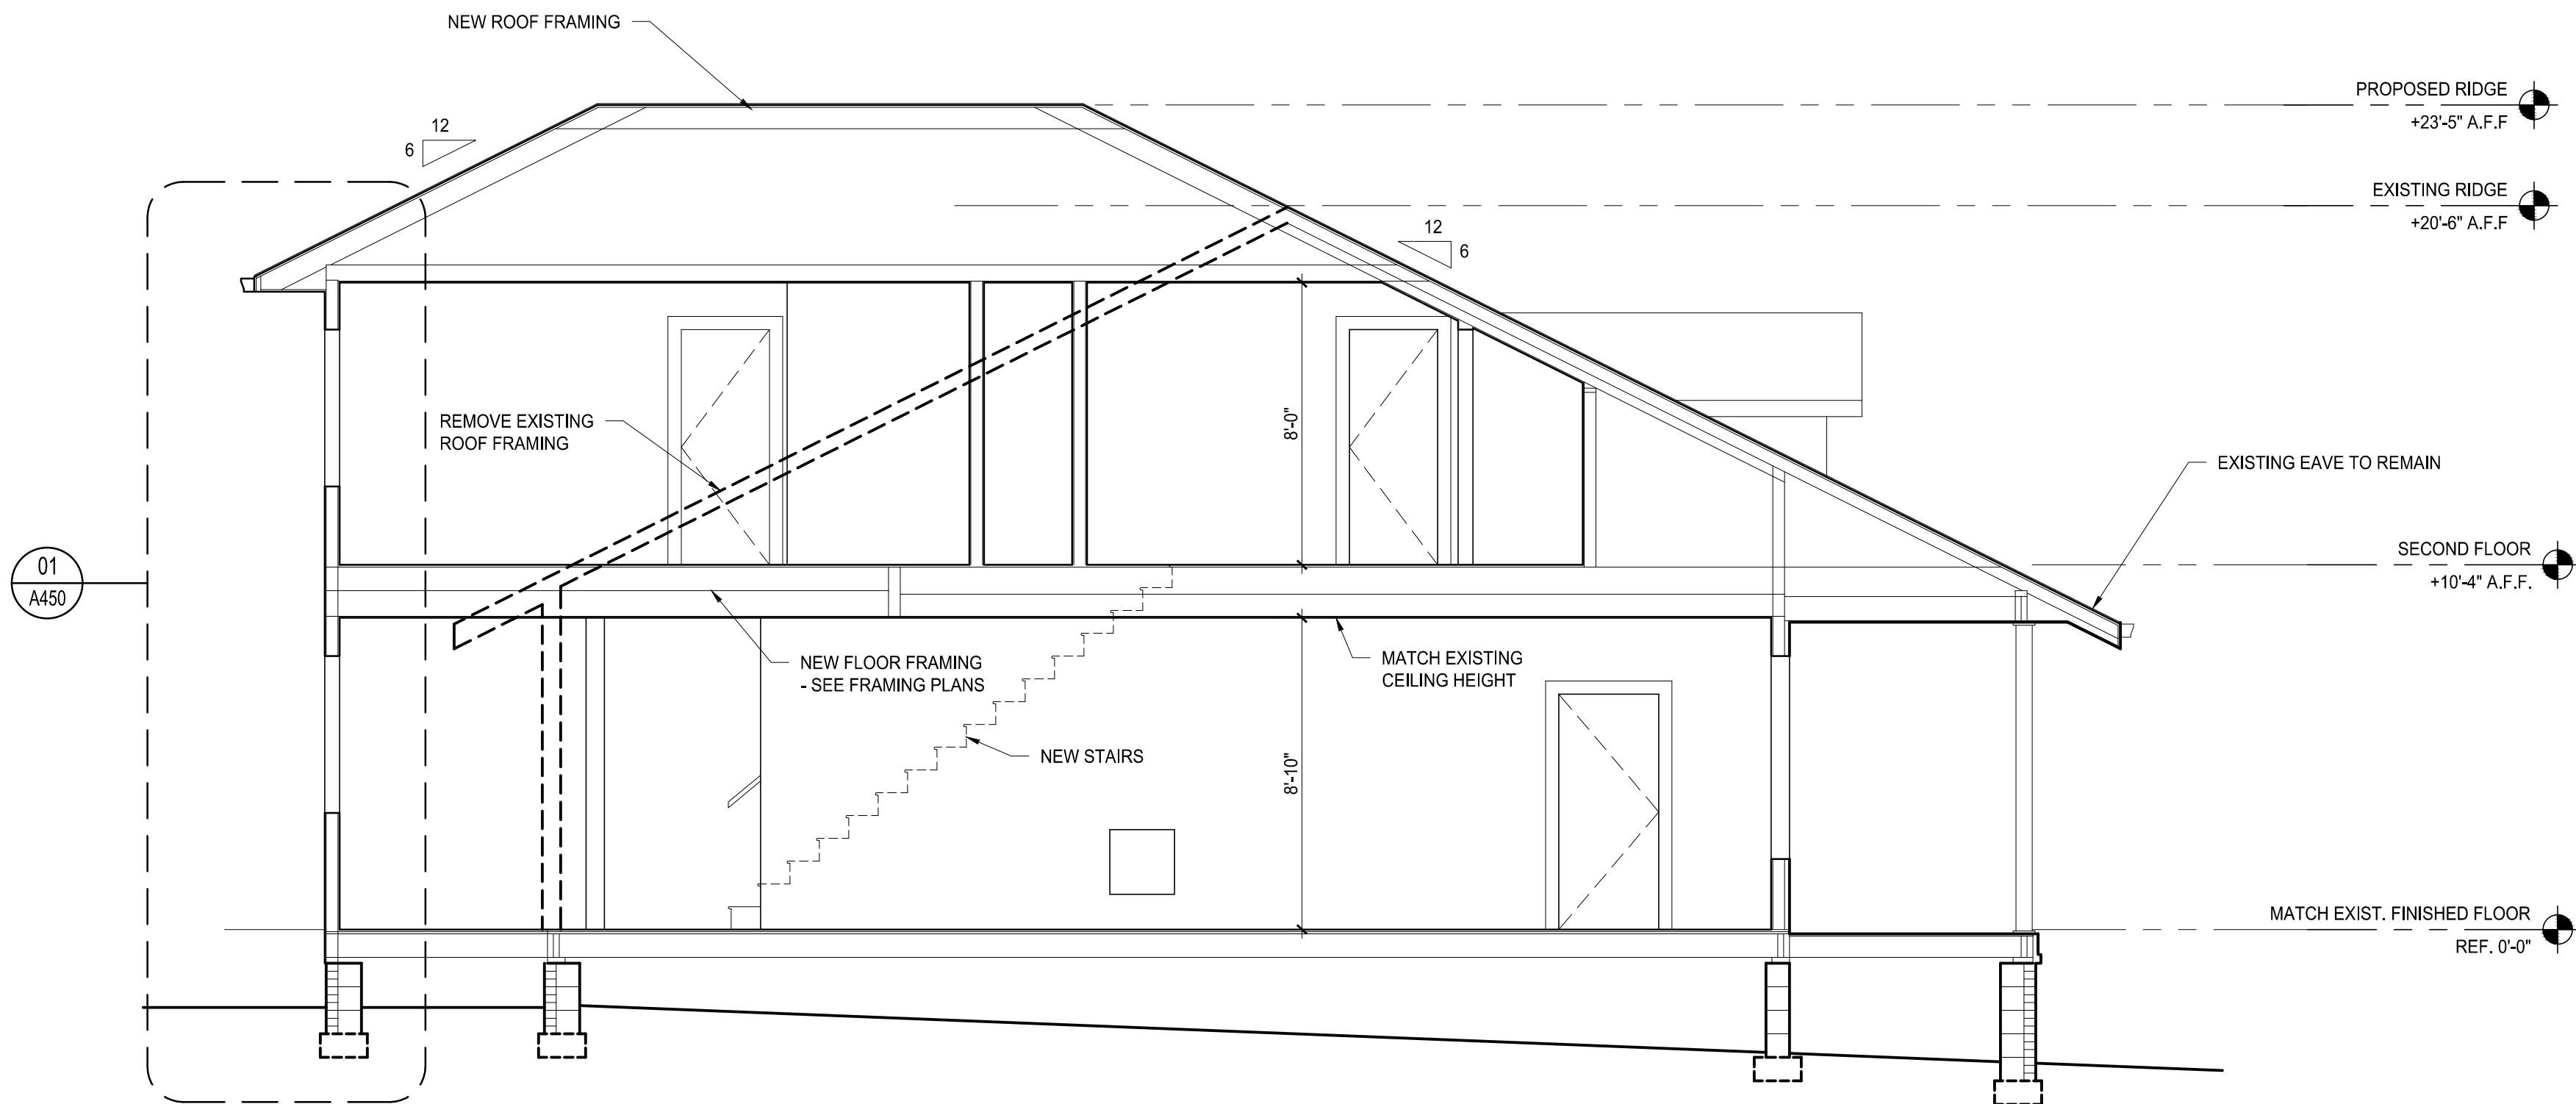 NEW ROOF FRAMING
PROPOSED RIDGE
+23'-5" A.F.F
12
6
EXISTING RIDGE
+20'-6" A.F.F
12
6
8'-0"
REMOVE EXISTING
ROOF FRAMING
EXISTING EAVE TO REMAIN
SECOND FLOOR
+10'-4" A.F.F.
01
A450
NEW FLOOR FRAMING
- SEE FRAMING PLANS
MATCH EXISTING
CEILING HEIGHT
NEW STAIRS
8'-10"
MATCH EXIST. FINISHED FLOOR
REF. 0'-0"